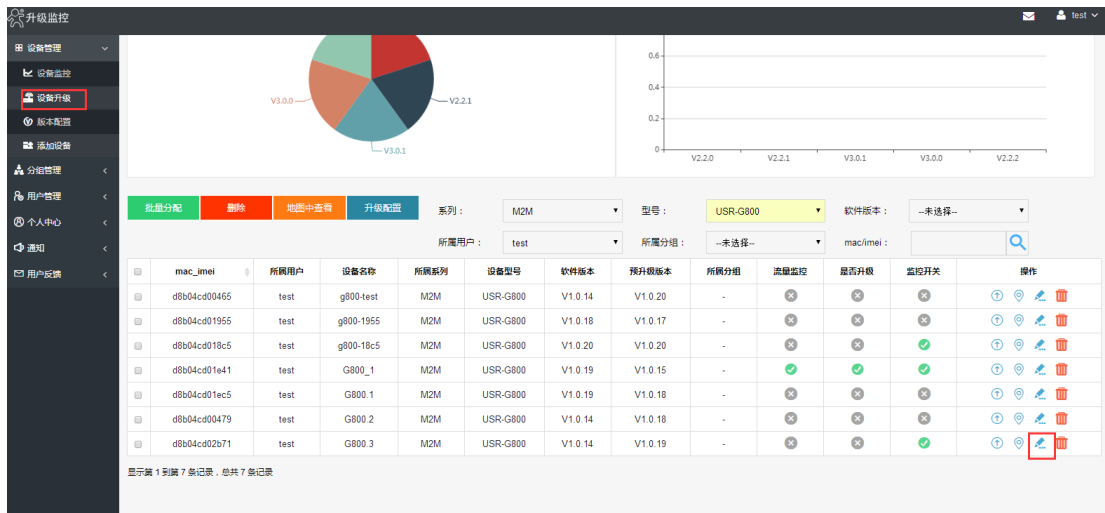 升级监控
test
设备管理
设备监控
设备升级
版本配置
添加设备
分组管理
用户管理
个人中心
通知
用户反馈
V3.0.0
V2.2.1
V3.0.1
0.6
0.4
0.2
0
V2.2.0 V2.2.1 V3.0.1 V3.0.0 V2.2.2
批量分配 删除 地图中查看 升级配置 系列： M2M 型号： USR-G800 软件版本： --未选择--
所属用户： test 所属分组： --未选择-- mac/imei：
mac_imei 所属用户 设备名称 所属系列 设备型号 软件版本 预升级版本 所属分组 流量监控 是否升级 监控开关 操作
d8b04cd00465 test g800-test M2M USR-G800 V1.0.14 V1.0.20 -
d8b04cd01955 test g800-1955 M2M USR-G800 V1.0.18 V1.0.17 -
d8b04cd018c5 test g800-18c5 M2M USR-G800 V1.0.20 V1.0.20 -
d8b04cd01e41 test G800_1 M2M USR-G800 V1.0.19 V1.0.15 -
d8b04cd01ec5 test G800.1 M2M USR-G800 V1.0.19 V1.0.18 -
d8b04cd00479 test G800.2 M2M USR-G800 V1.0.14 V1.0.18 -
d8b04cd02b71 test G800.3 M2M USR-G800 V1.0.14 V1.0.19 -
显示第 1 到第 7 条记录，总共 7 条记录